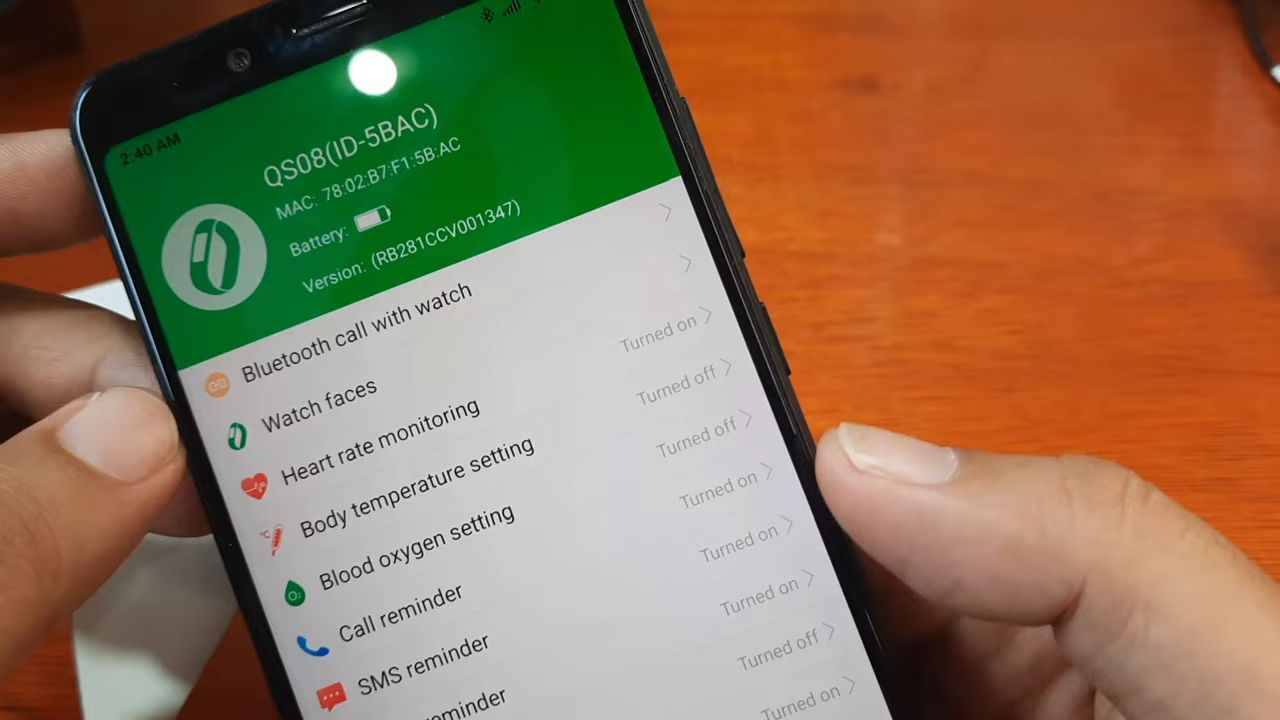 2:40 AM
QS08(ID-5BAC)
MAC: 78:02:B7:F1:5B:AC
Battery:
Version: (RB281CCV001347)
Bluetooth call with watch
Watch faces
Heart rate monitoring Turned on
Body temperature setting Turned off
°C
Blood oxygen setting Turned off
O2
Call reminder Turned on
SMS reminder Turned on
reminder Turned on
Turned off
Turned on